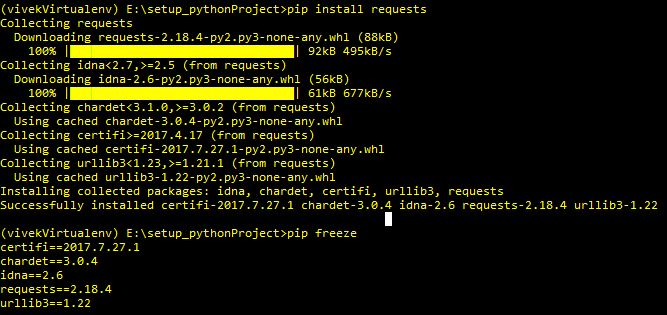 (vivekVirtualenv) E:\setup_pythonProject>pip install requests
Collecting requests
  Downloading requests-2.18.4-py2.py3-none-any.whl (88kB)
    100% |████████████████████████████████| 92kB 495kB/s
Collecting idna<2.7,>=2.5 (from requests)
  Downloading idna-2.6-py2.py3-none-any.whl (56kB)
    100% |████████████████████████████████| 61kB 677kB/s
Collecting chardet<3.1.0,>=3.0.2 (from requests)
  Using cached chardet-3.0.4-py2.py3-none-any.whl
Collecting certifi>=2017.4.17 (from requests)
  Using cached certifi-2017.7.27.1-py2.py3-none-any.whl
Collecting urllib3<1.23,>=1.21.1 (from requests)
  Using cached urllib3-1.22-py2.py3-none-any.whl
Installing collected packages: idna, chardet, certifi, urllib3, requests
Successfully installed certifi-2017.7.27.1 chardet-3.0.4 idna-2.6 requests-2.18.4 urllib3-1.22
(vivekVirtualenv) E:\setup_pythonProject>pip freeze
certifi==2017.7.27.1
chardet==3.0.4
idna==2.6
requests==2.18.4
urllib3==1.22